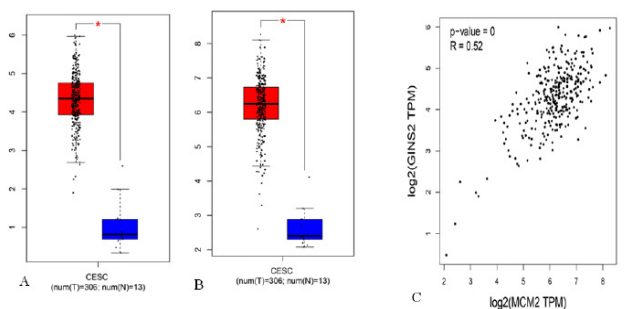 *
6
5
4
3
2
1
CESC
(num(T)=306; num(N)=13)
A
*
8
7
6
5
4
3
2
CESC
(num(T)=306; num(N)=13)
B
p-value = 0
R = 0.52
log2(GINS2 TPM)
6
5
4
3
2
1
2 3 4 5 6 7 8
log2(MCM2 TPM)
C